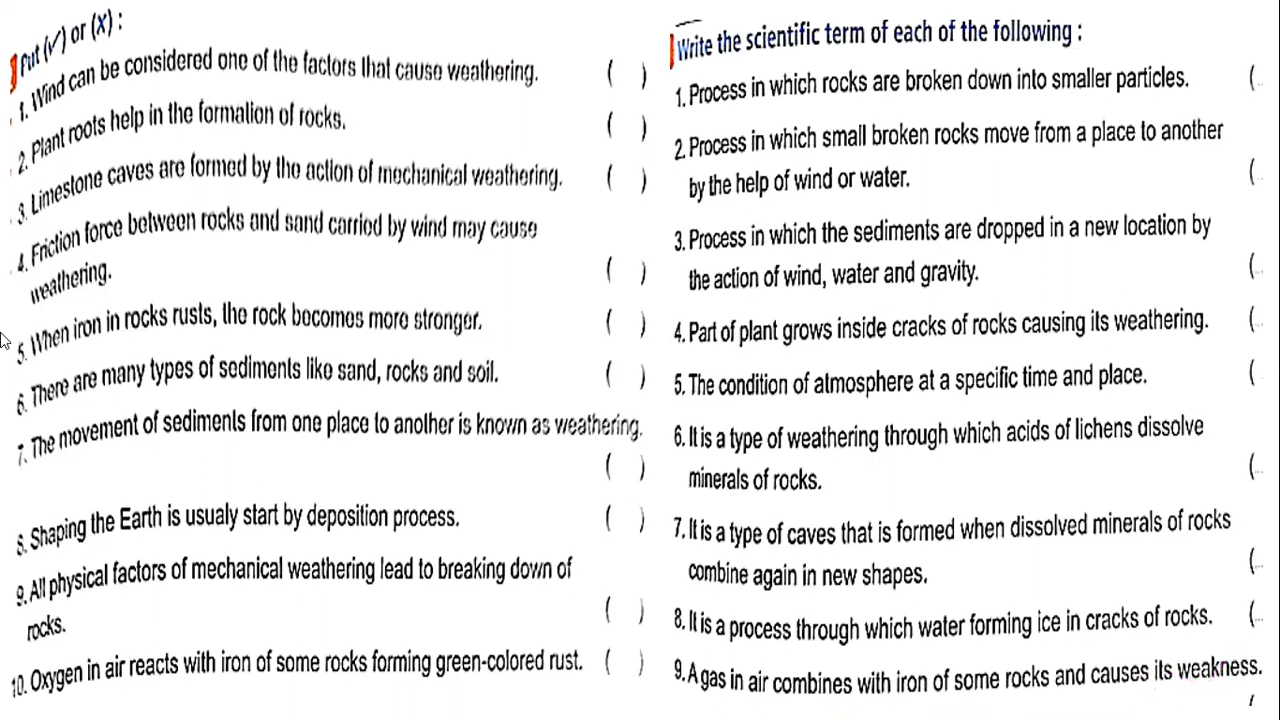 Put (✓) or (X) :
1. Wind can be considered one of the factors that cause weathering. ( )
2. Plant roots help in the formation of rocks. ( )
3. Limestone caves are formed by the action of mechanical weathering. ( )
4. Friction force between rocks and sand carried by wind may cause
weathering. ( )
5. When iron in rocks rusts, the rock becomes more stronger. ( )
6. There are many types of sediments like sand, rocks and soil. ( )
7. The movement of sediments from one place to another is known as weathering.
( )
8. Shaping the Earth is usualy start by deposition process. ( )
9. All physical factors of mechanical weathering lead to breaking down of
rocks. ( )
10. Oxygen in air reacts with iron of some rocks forming green-colored rust. ( )
Write the scientific term of each of the following :
1. Process in which rocks are broken down into smaller particles. (..
2. Process in which small broken rocks move from a place to another
by the help of wind or water. (..
3. Process in which the sediments are dropped in a new location by
the action of wind, water and gravity. (..
4. Part of plant grows inside cracks of rocks causing its weathering. (..
5. The condition of atmosphere at a specific time and place. (..
6. It is a type of weathering through which acids of lichens dissolve
minerals of rocks. (..
7. It is a type of caves that is formed when dissolved minerals of rocks
combine again in new shapes. (..
8. It is a process through which water forming ice in cracks of rocks. (..
9. A gas in air combines with iron of some rocks and causes its weakness.
(